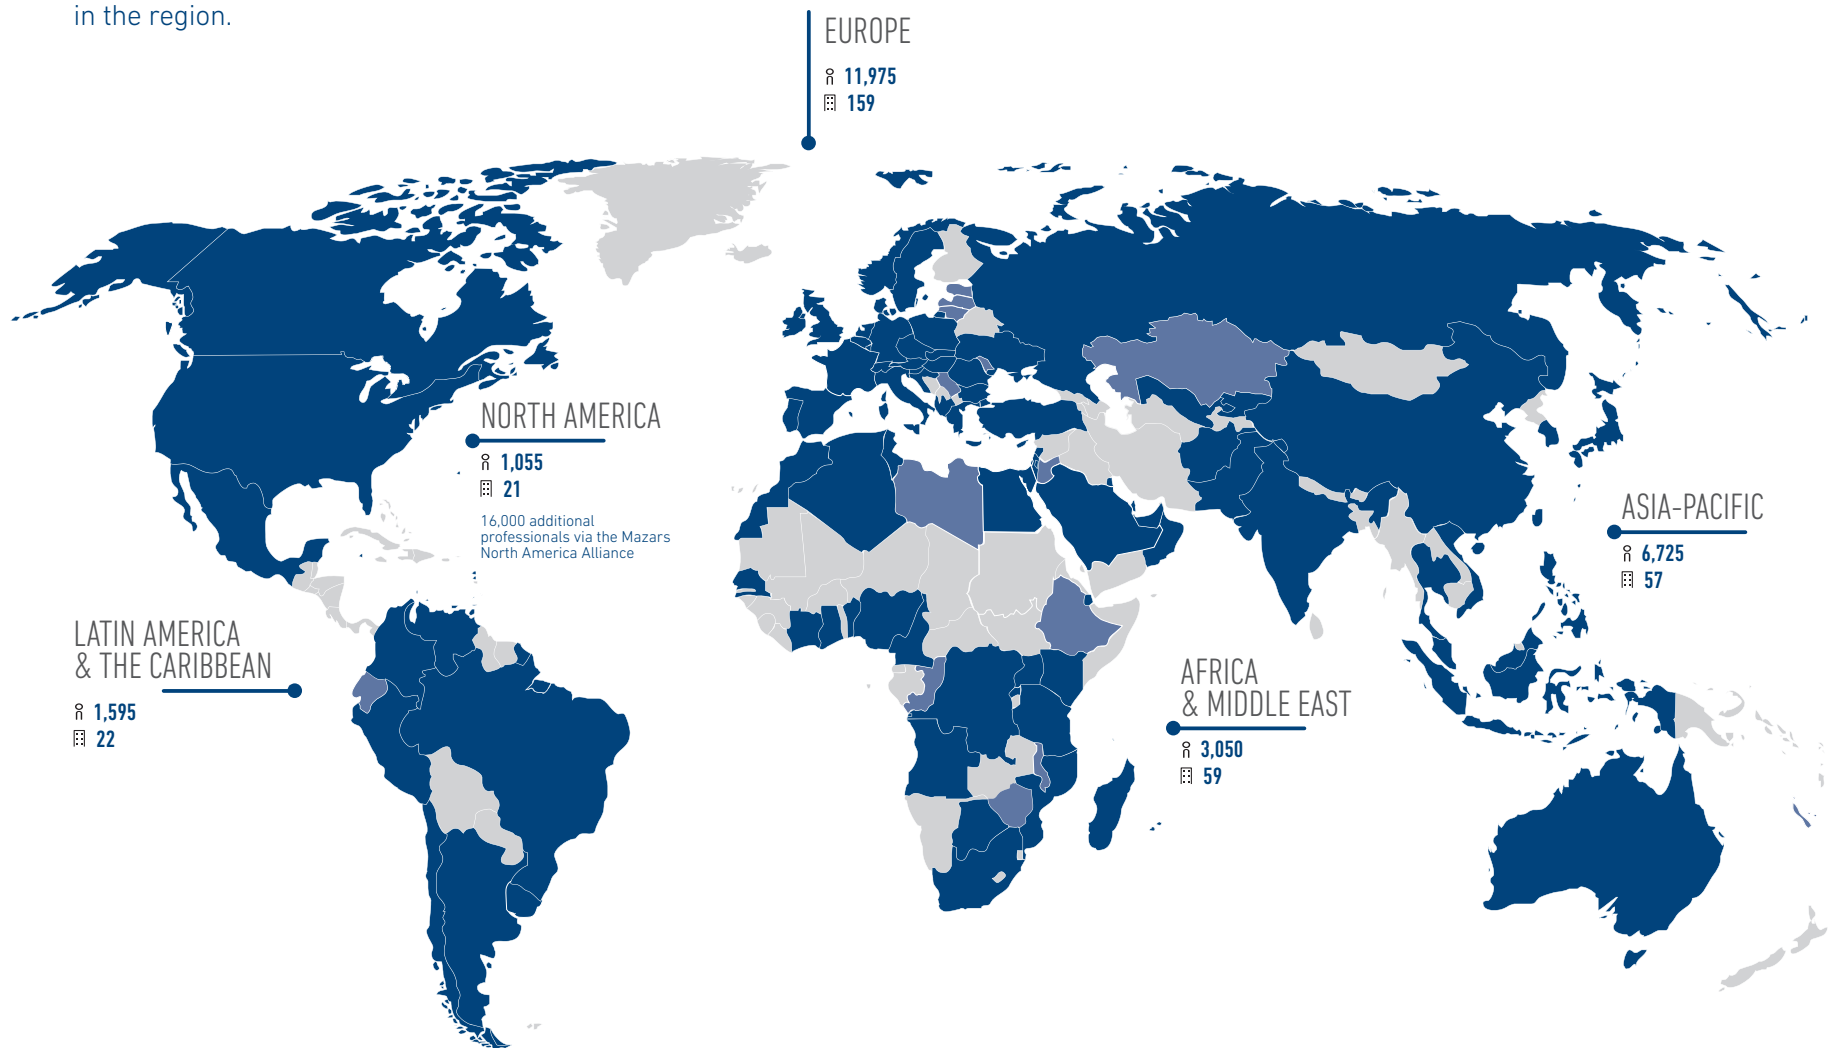 in the region.
EUROPE
11,975
159
NORTH AMERICA
1,055
21
16,000 additional
professionals via the Mazars
North America Alliance
ASIA-PACIFIC
6,725
57
LATIN AMERICA
& THE CARIBBEAN
1,595
22
AFRICA
& MIDDLE EAST
3,050
59